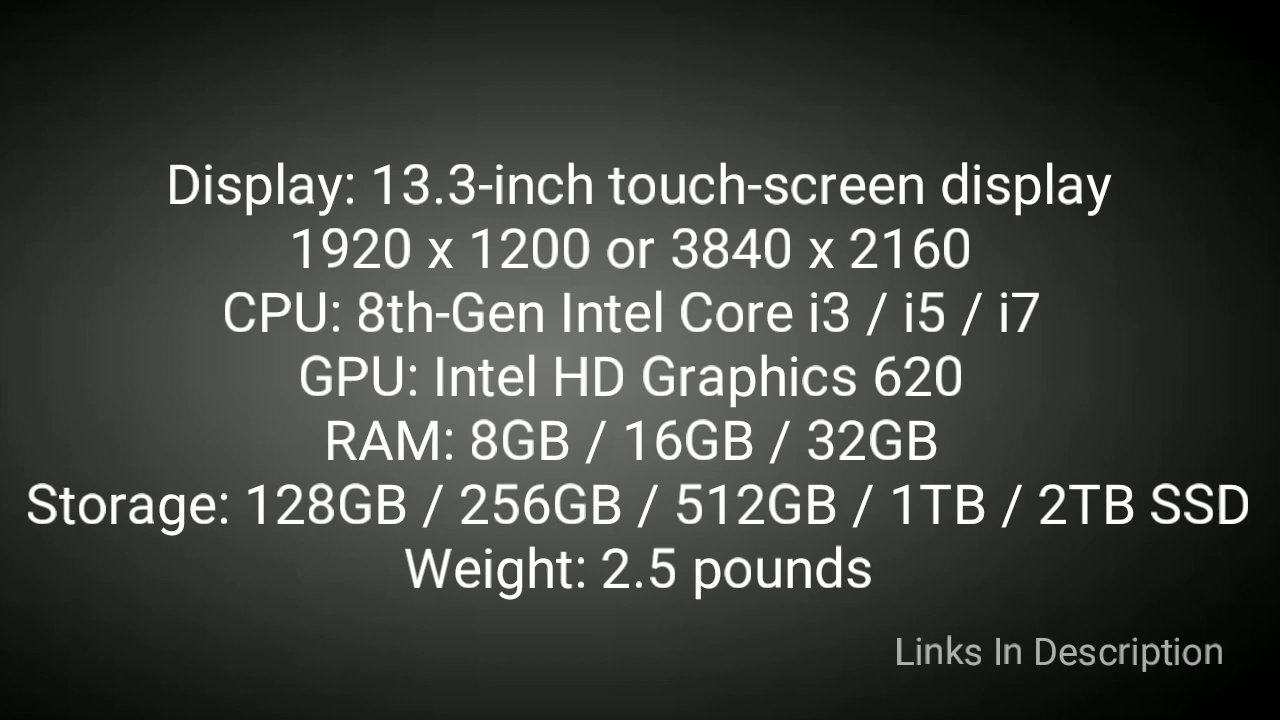 Display: 13.3-inch touch-screen display
1920 x 1200 or 3840 x 2160
CPU: 8th-Gen Intel Core i3 / i5 / i7
GPU: Intel HD Graphics 620
RAM: 8GB / 16GB / 32GB
Storage: 128GB / 256GB / 512GB / 1TB / 2TB SSD
Weight: 2.5 pounds
Links In Description